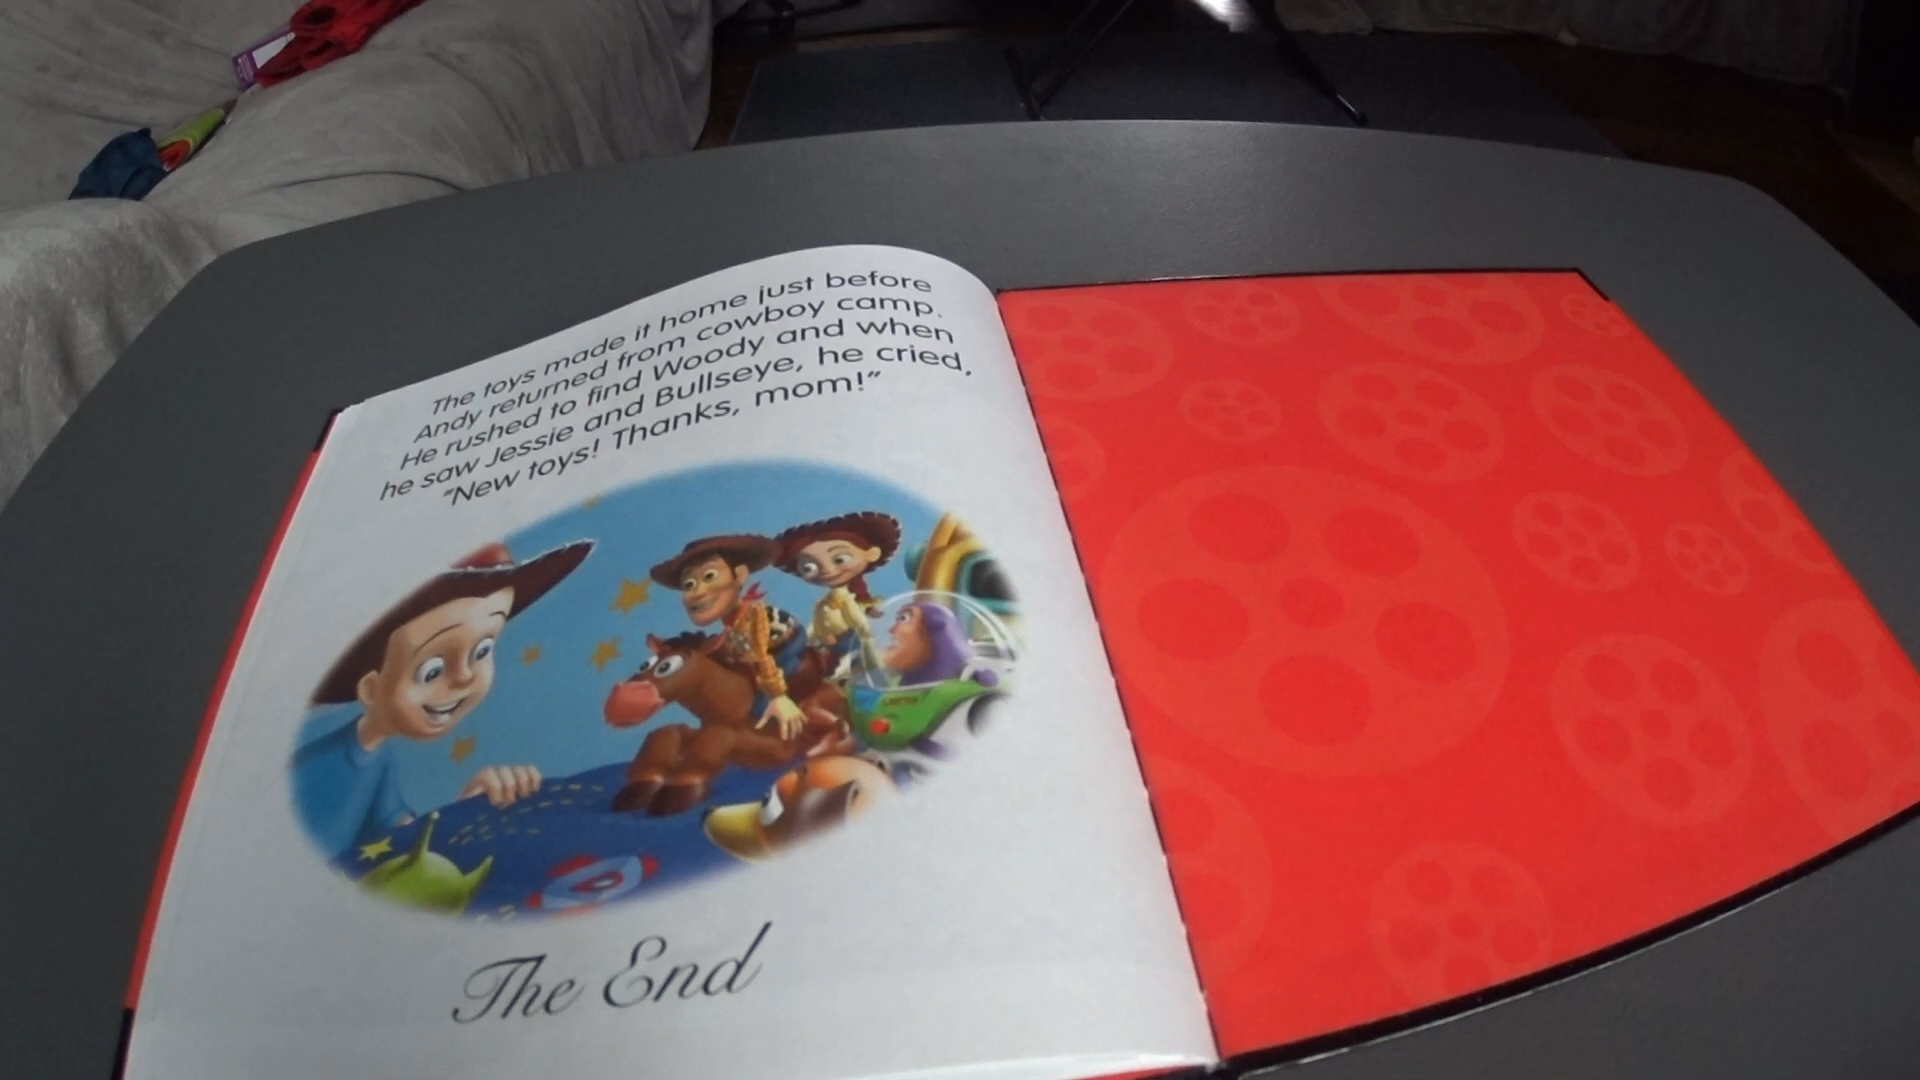 The toys made it home just before
Andy returned from cowboy camp.
He rushed to find Woody and when
he saw Jessie and Bullseye, he cried,
“New toys! Thanks, mom!”
The End